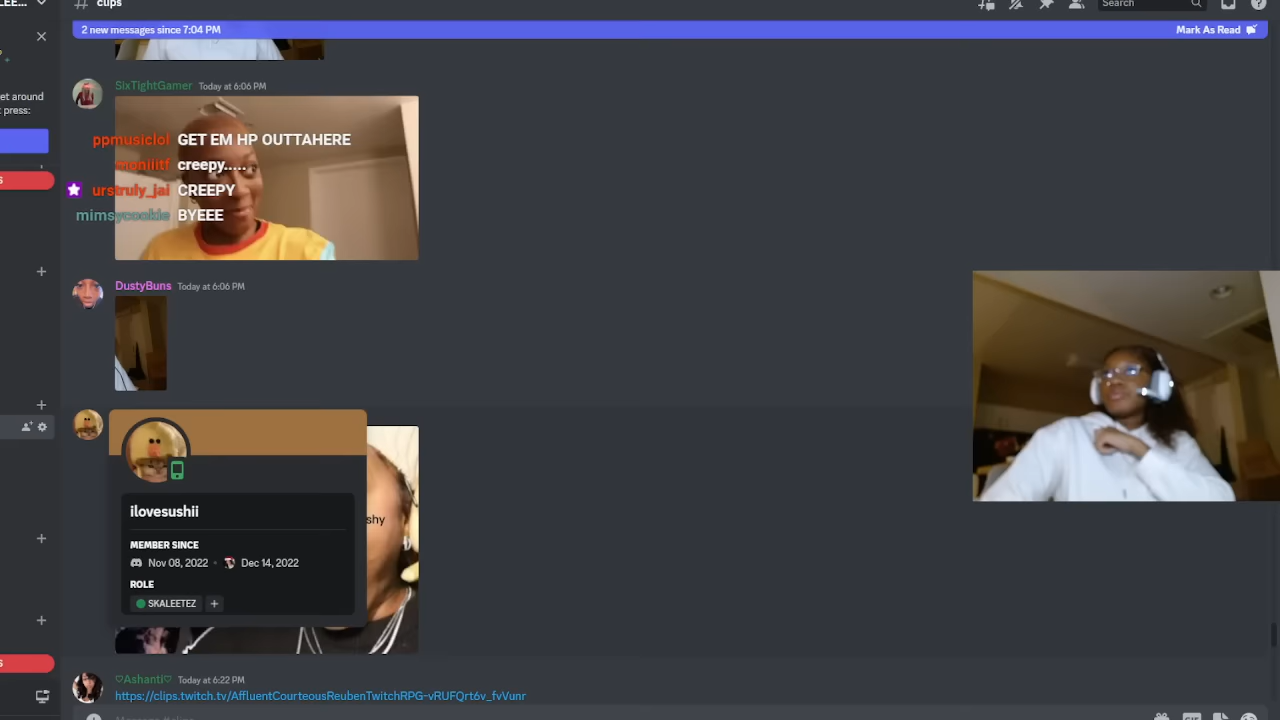 clips
Search
2 new messages since 7:04 PM
Mark As Read
et around
press:
SixTightGamer Today at 6:06 PM
ppmusiclol GET EM HP OUTTAHERE
creepy.....
urstruly_jai CREEPY
mimsycookie BYEEE
DustyBuns Today at 6:06 PM
shy
ilovesushii
MEMBER SINCE
Nov 08, 2022 • Dec 14, 2022
ROLE
SKALEETEZ
♡Ashanti♡ Today at 6:22 PM
https://clips.twitch.tv/AffluentCourteousReubenTwitchRPG-vRUFQrt6v_fvVunr
GIF